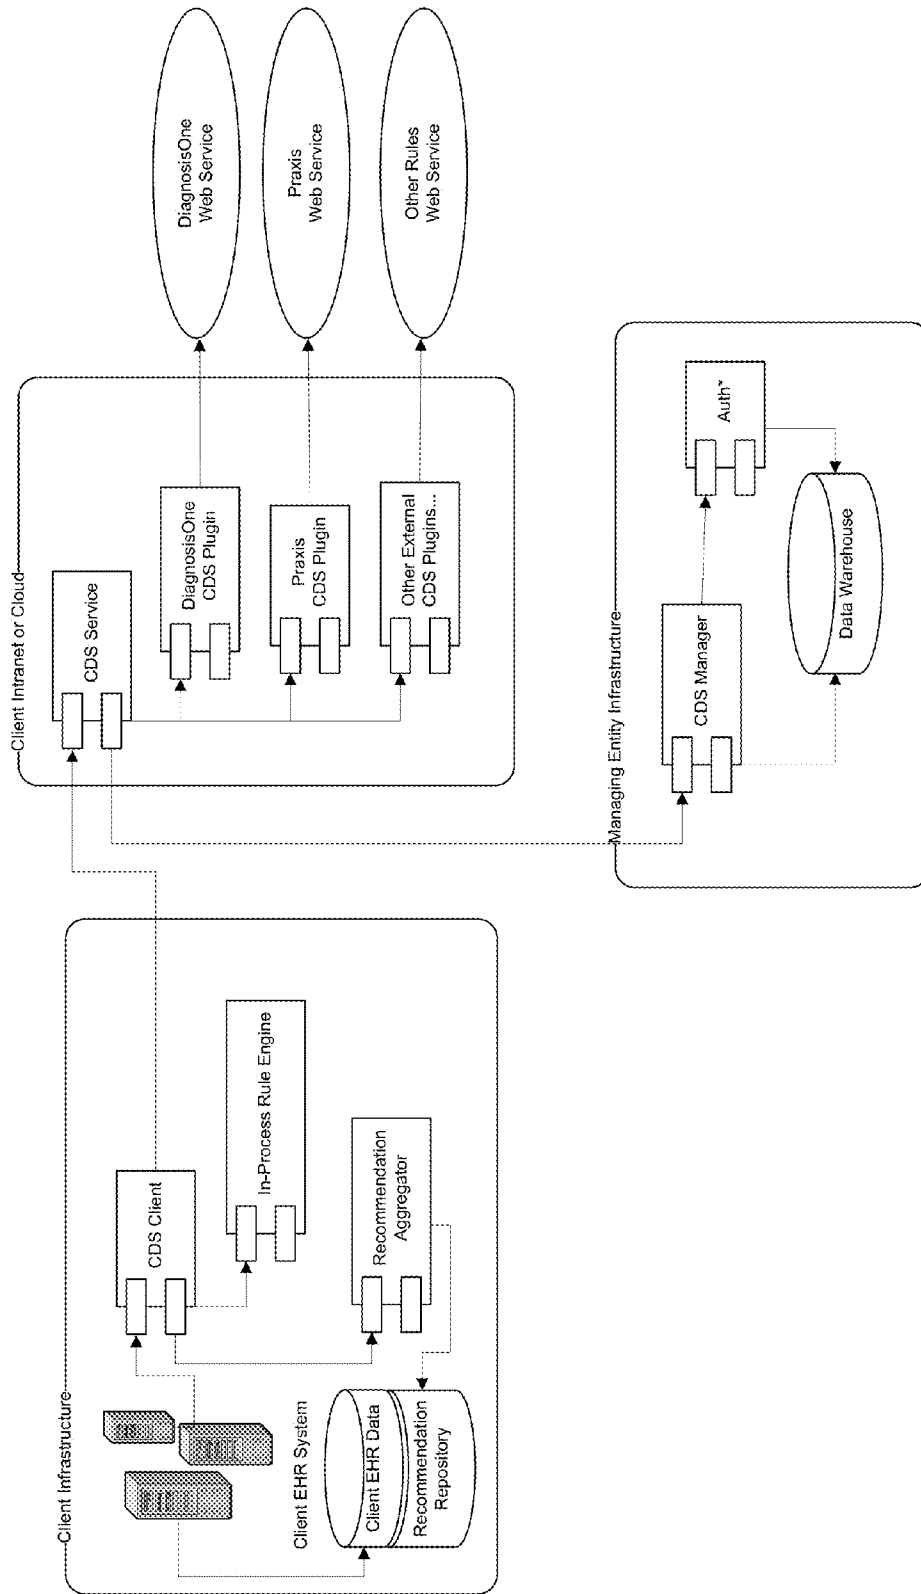 Client Infrastructure
CDS Client
In-Process Rule Engine
Client EHR System
Client EHR Data
Recommendation
Repository
Recommendation
Aggregator
Client Intranet or Cloud
CDS Service
DiagnosisOne
CDS Plugin
Praxis
CDS Plugin
Other External
CDS Plugins...
DiagnosisOne
Web Service
Praxis
Web Service
Other Rules
Web Service
Managing Entity Infrastructure
CDS Manager
Auth*
Data Warehouse